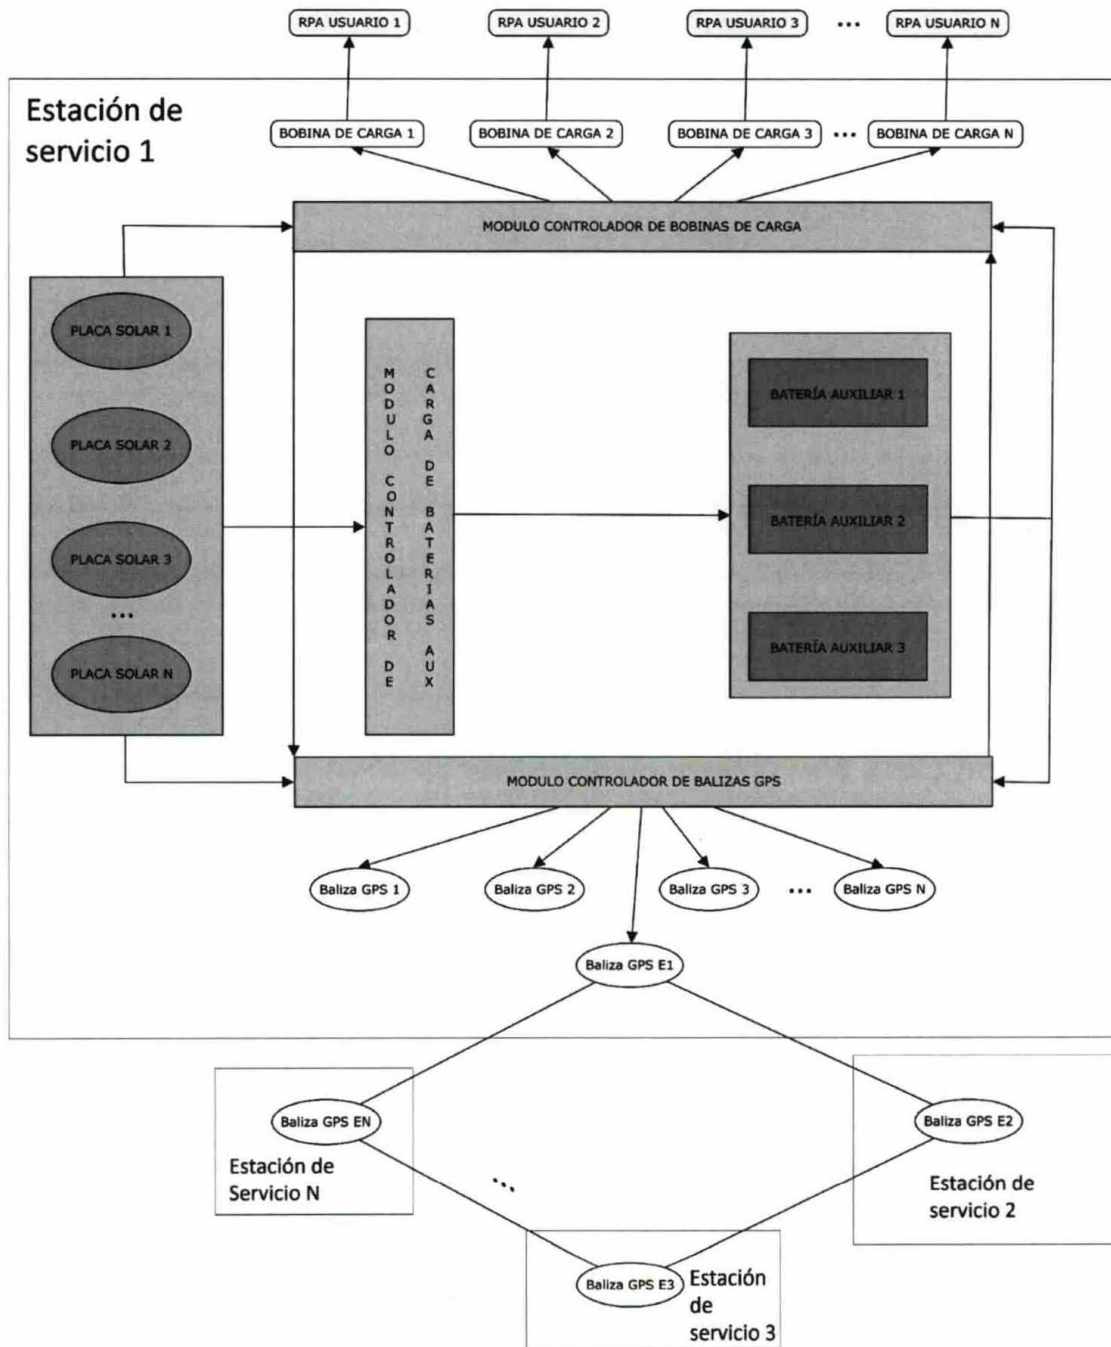 RPA USUARIO 1
RPA USUARIO 2
RPA USUARIO 3
...
RPA USUARIO N
Estación de
servicio 1
BOBINA DE CARGA 1
BOBINA DE CARGA 2
BOBINA DE CARGA 3
...
BOBINA DE CARGA N
MODULO CONTROLADOR DE BOBINAS DE CARGA
PLACA SOLAR 1
PLACA SOLAR 2
PLACA SOLAR 3
...
PLACA SOLAR N
MODULO CONTROLADOR DE
CARGA DE BATERIAS AUX
BATERÍA AUXILIAR 1
BATERÍA AUXILIAR 2
BATERÍA AUXILIAR 3
MODULO CONTROLADOR DE BALIZAS GPS
Baliza GPS 1
Baliza GPS 2
Baliza GPS 3
...
Baliza GPS N
Baliza GPS E1
Baliza GPS EN
Estación de
Servicio N
Baliza GPS E2
Estación de
servicio 2
...
Baliza GPS E3
Estación
de
servicio 3